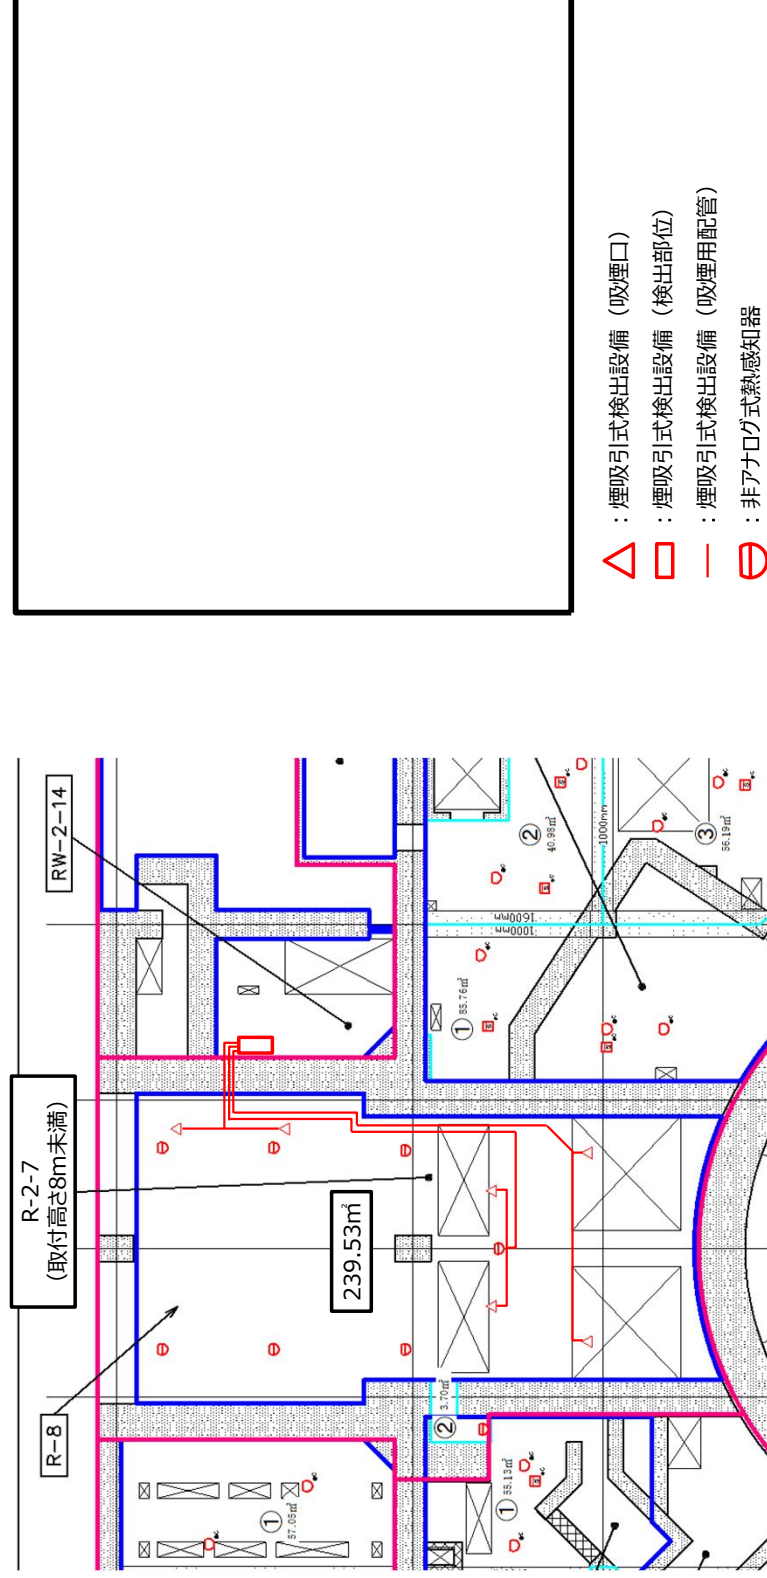 R-8
R-2-7
(取付高さ8m未満)
RW-2-14
239.53㎡
① 57.05㎡
② 3.70㎡
① 55.13㎡
① 85.76㎡
② 40.98㎡
③ 56.19㎡
1600mm
1000mm
1000mm
：煙吸引式検出設備（吸煙口）
：煙吸引式検出設備（検出部位）
：煙吸引式検出設備（吸煙用配管）
：非アナログ式熱感知器